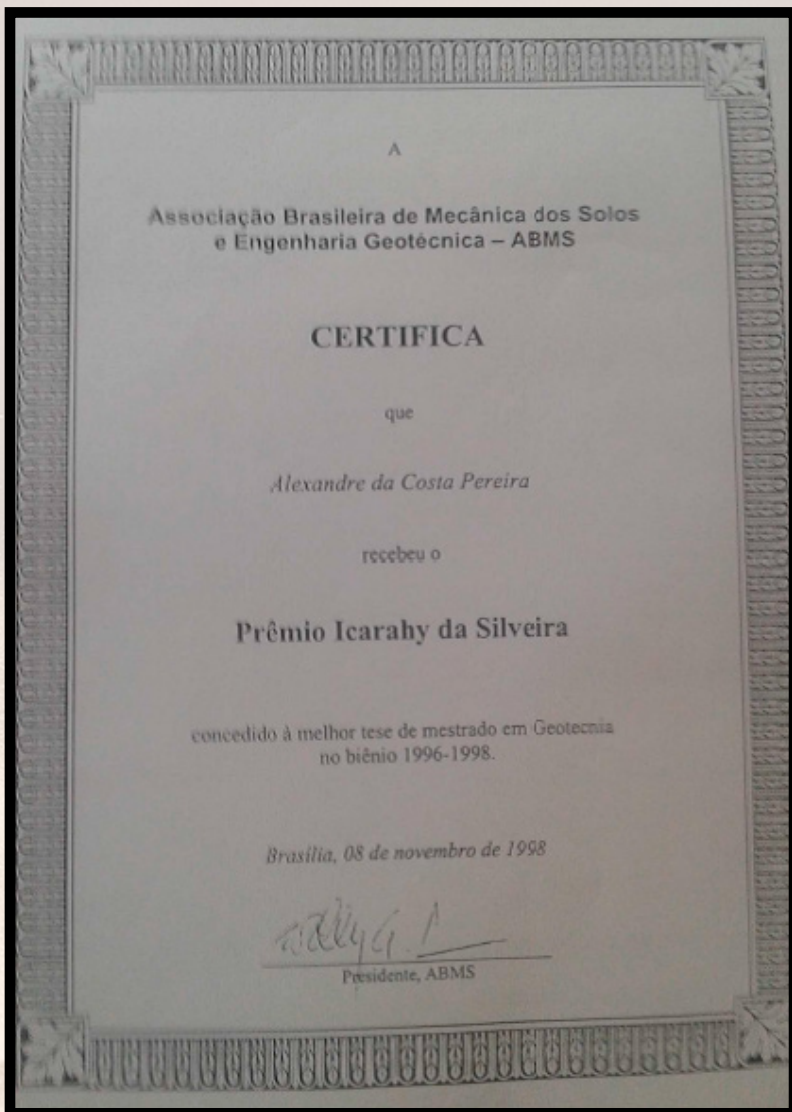 A
Associação Brasileira de Mecânica dos Solos
e Engenharia Geotécnica – ABMS
CERTIFICA
que
Alexandre da Costa Pereira
recebeu o
Prêmio Icarahy da Silveira
concedido à melhor tese de mestrado em Geotecnia
no biênio 1996-1998.
Brasília, 08 de novembro de 1998
Presidente, ABMS